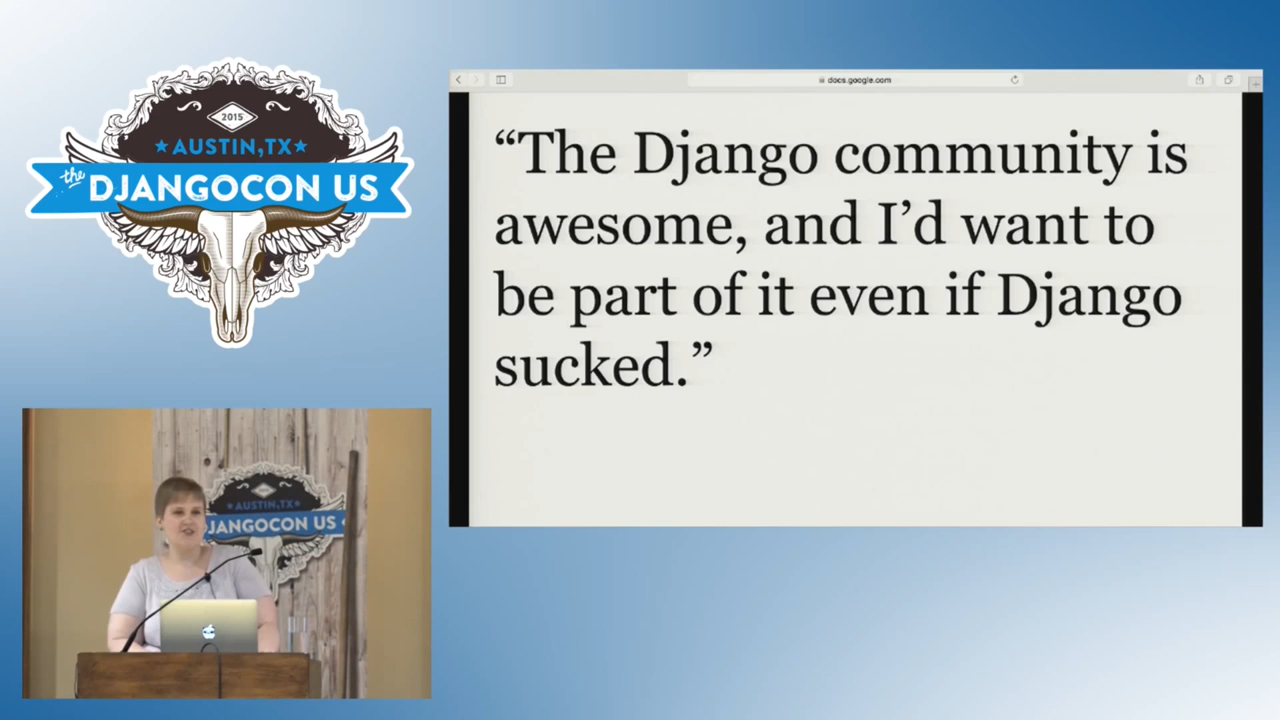 2015
AUSTIN, TX
the DJANGOCON US
docs.google.com
“The Django community is
awesome, and I’d want to
be part of it even if Django
sucked.”
AUSTIN, TX
JANGOCON US